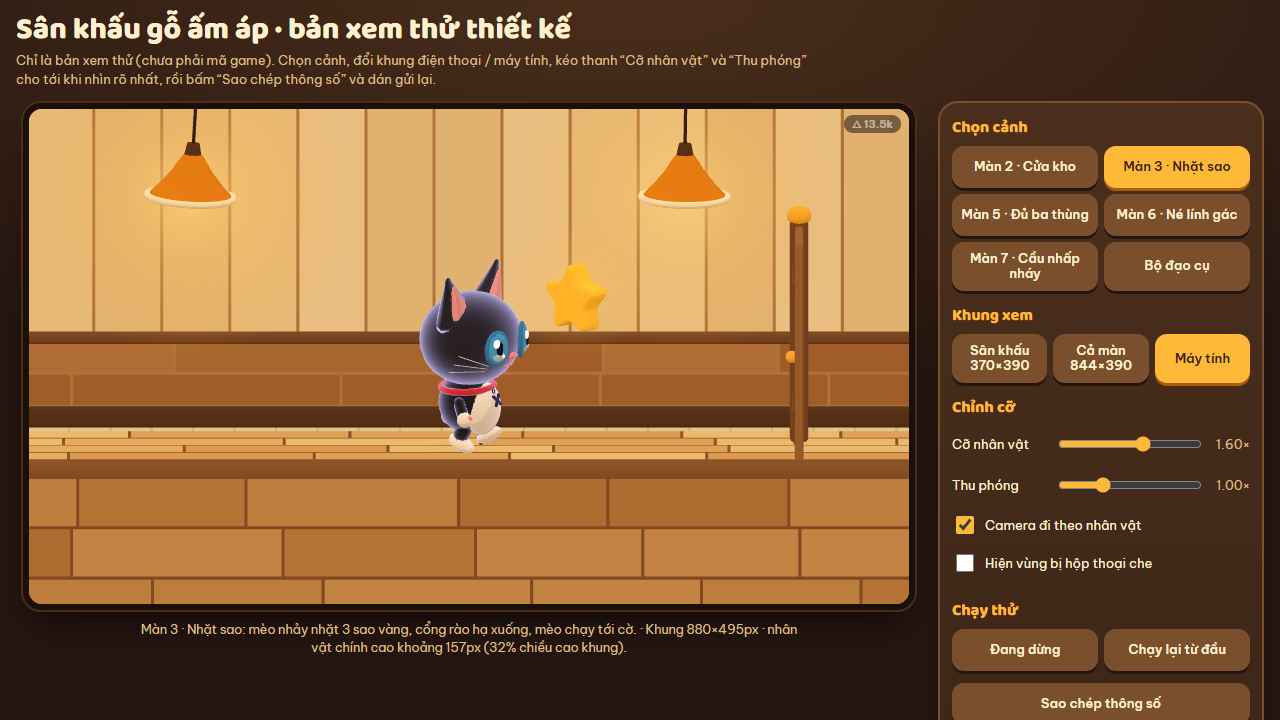 Sân khấu gỗ ấm áp · bản xem thử thiết kế
Chỉ là bản xem thử (chưa phải mã game). Chọn cảnh, đổi khung điện thoại / máy tính, kéo thanh “Cỡ nhân vật” và “Thu phóng”
cho tới khi nhìn rõ nhất, rồi bấm “Sao chép thông số” và dán gửi lại.
△ 13.5k
Màn 3 · Nhặt sao: mèo nhảy nhặt 3 sao vàng, cổng rào hạ xuống, mèo chạy tới cờ. · Khung 880×495px · nhân
vật chính cao khoảng 157px (32% chiều cao khung).
Chọn cảnh
Màn 2 · Cửa kho
Màn 3 · Nhặt sao
Màn 5 · Đủ ba thùng
Màn 6 · Né lính gác
Màn 7 · Cầu nhấp
nháy
Bộ đạo cụ
Khung xem
Sân khấu
370×390
Cả màn
844×390
Máy tính
Chỉnh cỡ
Cỡ nhân vật
1.60×
Thu phóng
1.00×
Camera đi theo nhân vật
Hiện vùng bị hộp thoại che
Chạy thử
Đang dừng
Chạy lại từ đầu
Sao chép thông số